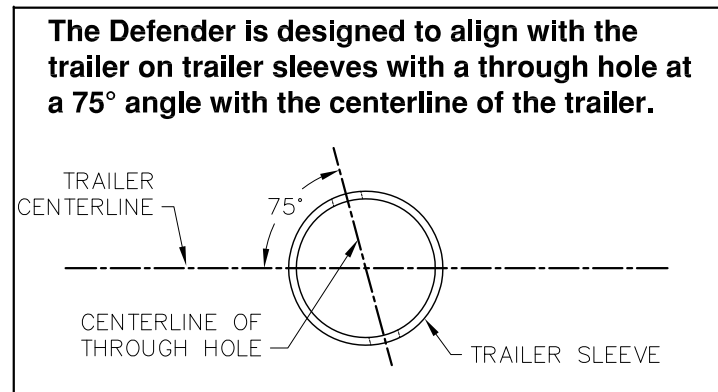 The Defender is designed to align with the
trailer on trailer sleeves with a through hole at
a 75° angle with the centerline of the trailer.
TRAILER
CENTERLINE
75°
CENTERLINE OF
THROUGH HOLE
TRAILER SLEEVE